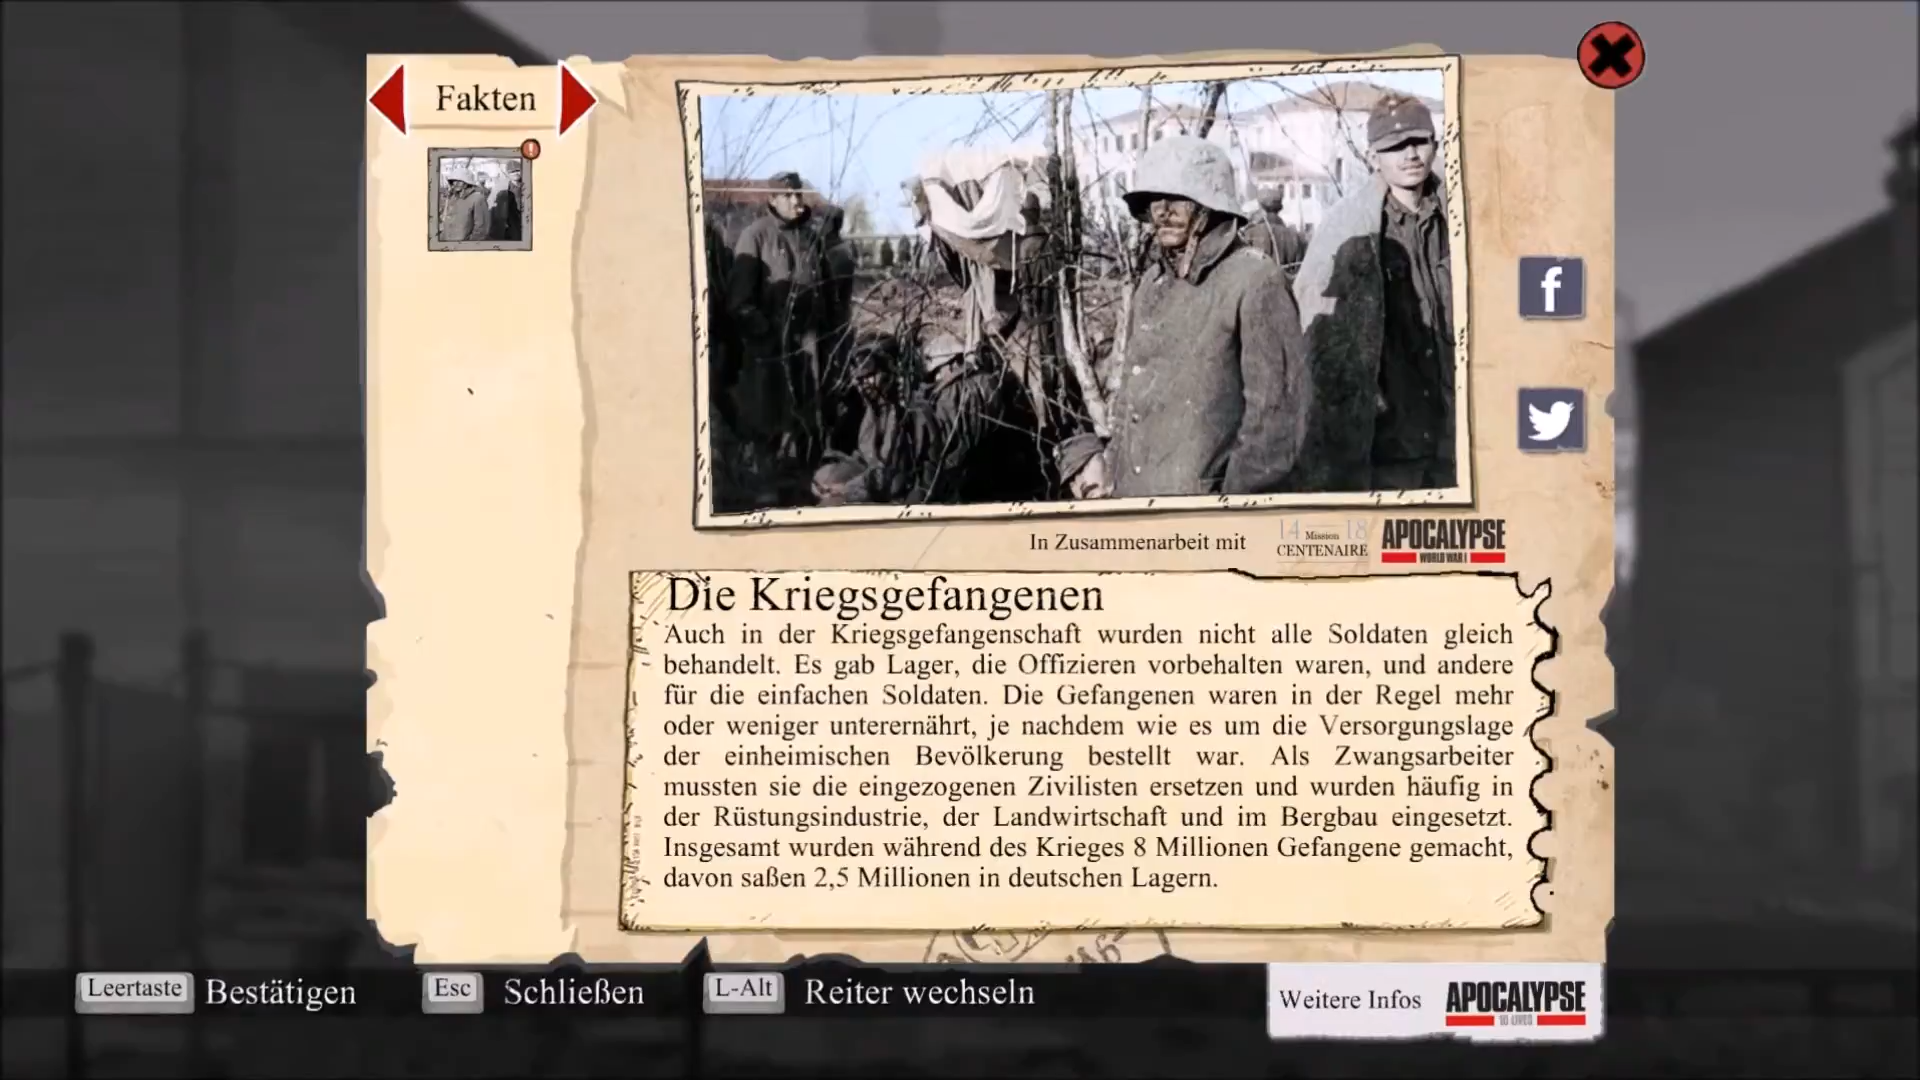 Fakten
In Zusammenarbeit mit
14 Mission 18
CENTENAIRE
APOCALYPSE
WORLD WAR I
Die Kriegsgefangenen
Auch in der Kriegsgefangenschaft wurden nicht alle Soldaten gleich
behandelt. Es gab Lager, die Offizieren vorbehalten waren, und andere
für die einfachen Soldaten. Die Gefangenen waren in der Regel mehr
oder weniger unterernährt, je nachdem wie es um die Versorgungslage
der einheimischen Bevölkerung bestellt war. Als Zwangsarbeiter
mussten sie die eingezogenen Zivilisten ersetzen und wurden häufig in
der Rüstungsindustrie, der Landwirtschaft und im Bergbau eingesetzt.
Insgesamt wurden während des Krieges 8 Millionen Gefangene gemacht,
davon saßen 2,5 Millionen in deutschen Lagern.
Leertaste Bestätigen Esc Schließen L-Alt Reiter wechseln
Weitere Infos APOCALYPSE
10 LIVES